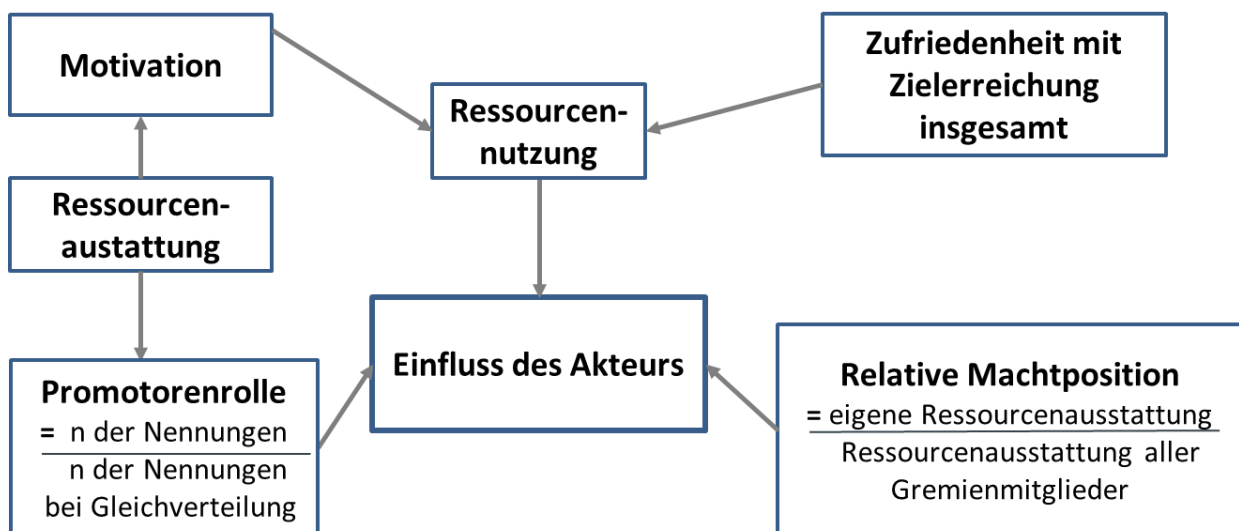 Motivation
Zufriedenheit mit
Zielerreichung
insgesamt
Ressourcen-
nutzung
Ressourcen-
austattung
Einfluss des Akteurs
Promotorenrolle
= n der Nennungen
n der Nennungen
bei Gleichverteilung
Relative Machtposition
= eigene Ressourcenausstattung
Ressourcenausstattung aller
Gremienmitglieder